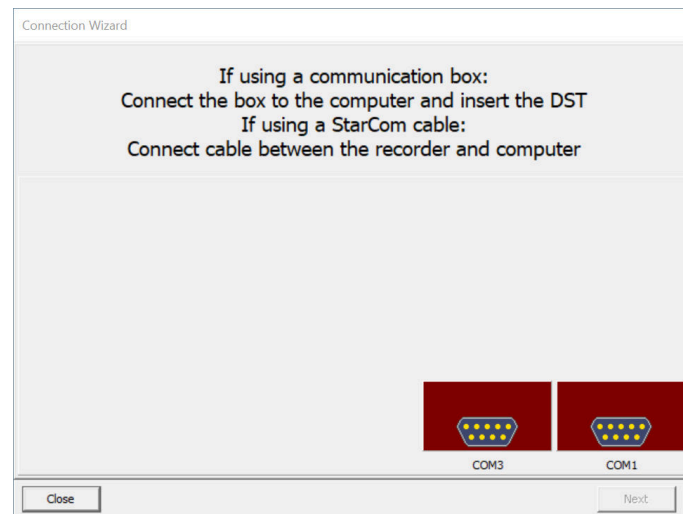 Connection Wizard
If using a communication box:
Connect the box to the computer and insert the DST
If using a StarCom cable:
Connect cable between the recorder and computer
COM3
COM1
Close
Next